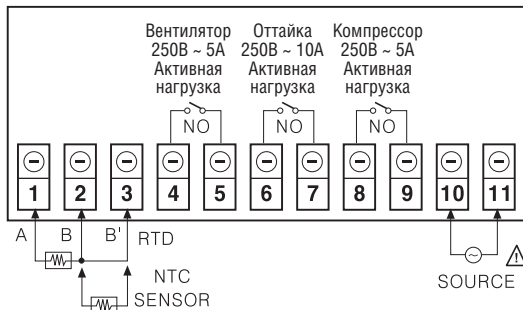 Вентилятор Оттайка Компрессор
250В ~ 5А 250В ~ 10А 250В ~ 5А
Активная Активная Активная
нагрузка нагрузка нагрузка
NO NO NO
1 2 3 4 5 6 7 8 9 10 11
A B B' RTD
NTC
SENSOR
SOURCE